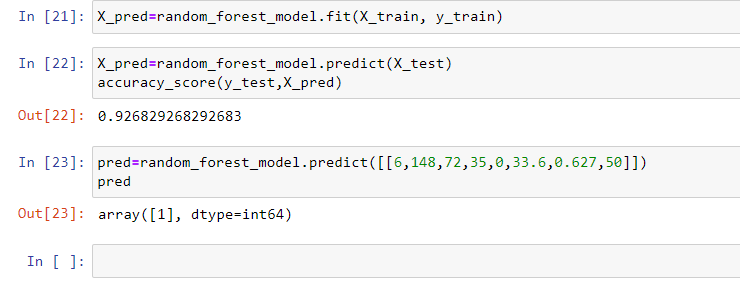 In [21]: X_pred=random_forest_model.fit(X_train, y_train)
In [22]: X_pred=random_forest_model.predict(X_test)
accuracy_score(y_test,X_pred)
Out[22]: 0.926829268292683
In [23]: pred=random_forest_model.predict([[6,148,72,35,0,33.6,0.627,50]])
pred
Out[23]: array([1], dtype=int64)
In [ ]: